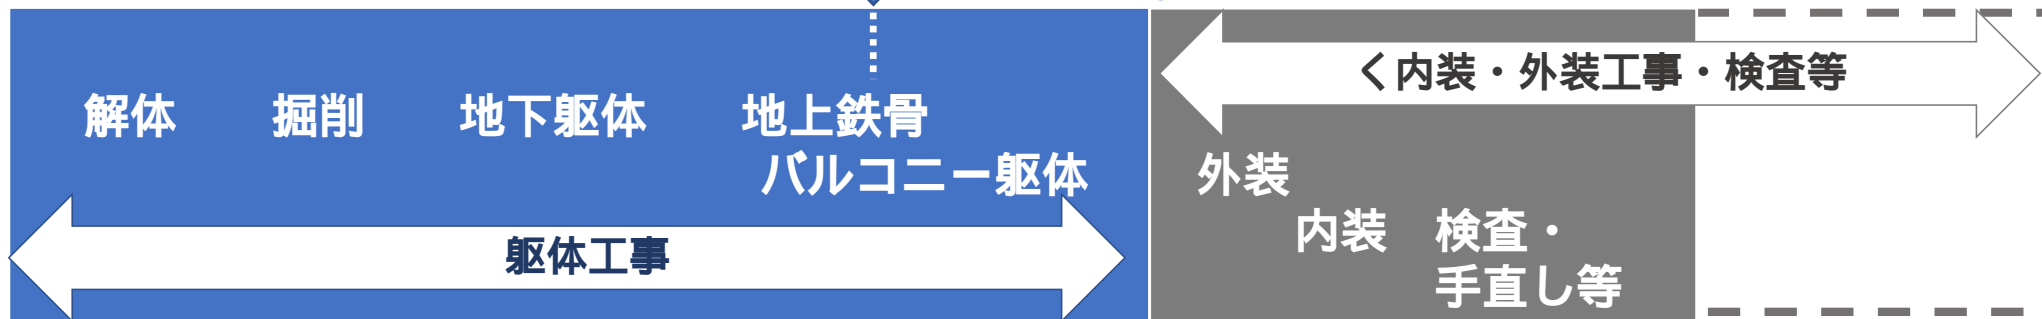 く内装・外装工事・検査等
解体 掘削 地下躯体 地上鉄骨
バルコニー躯体
躯体工事
外装
内装 検査・
手直し等